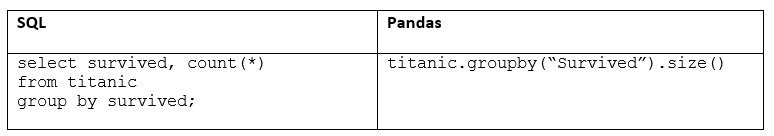 SQL
Pandas
select survived, count(*)
from titanic
group by survived;
titanic.groupby(“Survived”).size()